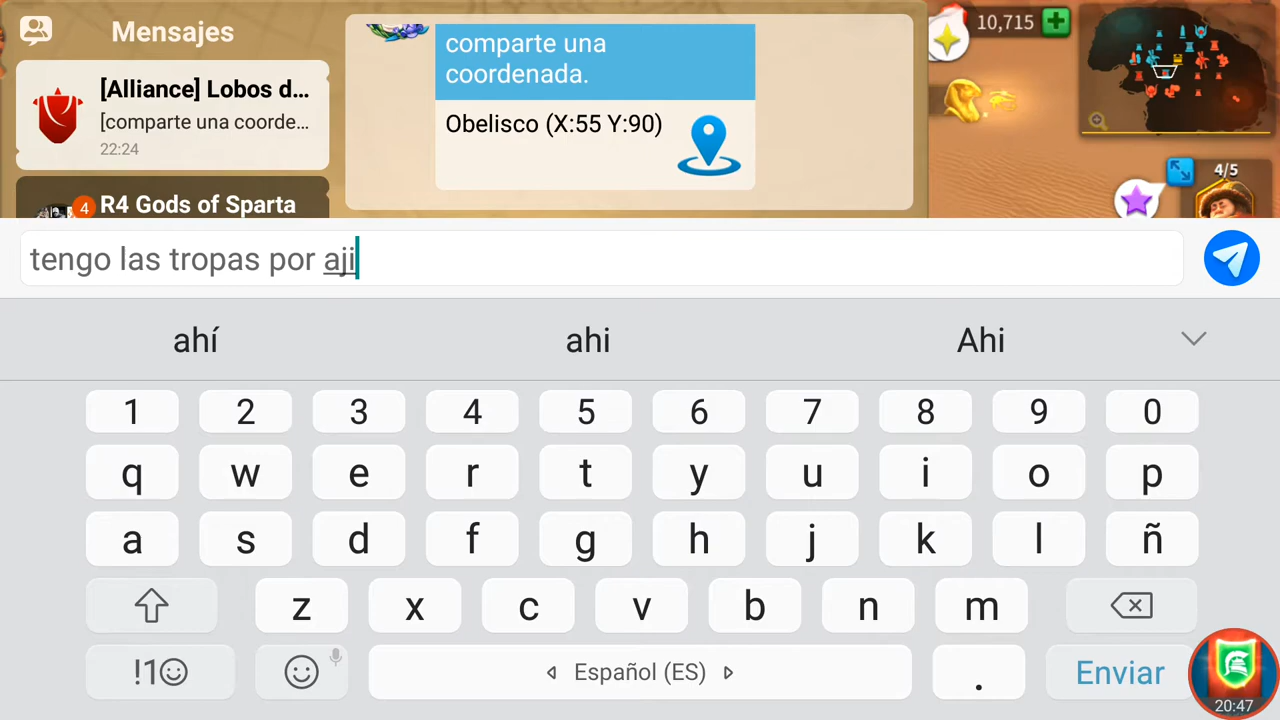 Mensajes
[Alliance] Lobos d...
[comparte una coorde...
22:24
4
R4 Gods of Sparta
comparte una
coordenada.
Obelisco (X:55 Y:90)
10,715
4/5
tengo las tropas por aji
ahí ahi Ahi
1 2 3 4 5 6 7 8 9 0
q w e r t y u i o p
a s d f g h j k l ñ
z x c v b n m
!1☺ Español (ES) . Enviar
20:47